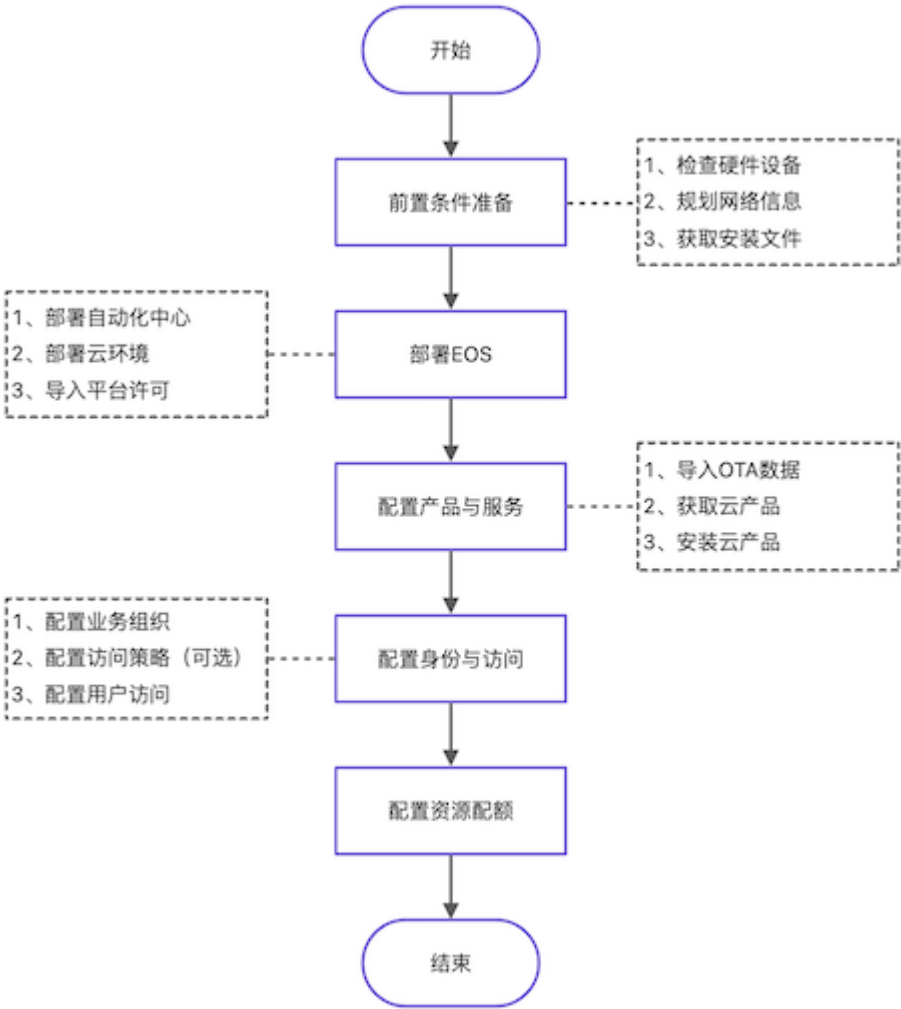 开始
前置条件准备
1、检查硬件设备
2、规划网络信息
3、获取安装文件
部署EOS
1、部署自动化中心
2、部署云环境
3、导入平台许可
配置产品与服务
1、导入OTA数据
2、获取云产品
3、安装云产品
配置身份与访问
1、配置业务组织
2、配置访问策略（可选）
3、配置用户访问
配置资源配额
结束